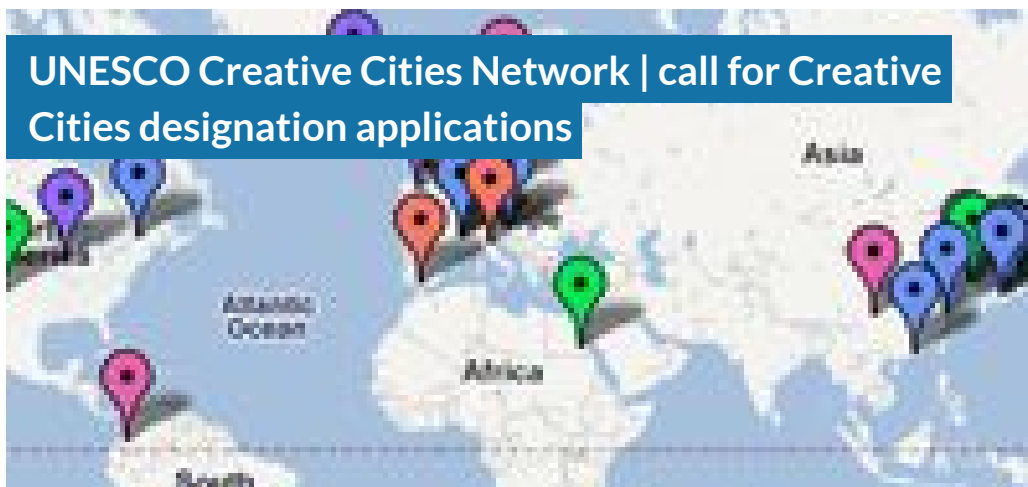 UNESCO Creative Cities Network | call for Creative
Cities designation applications
Asia
Atlantic
Ocean
Africa
South